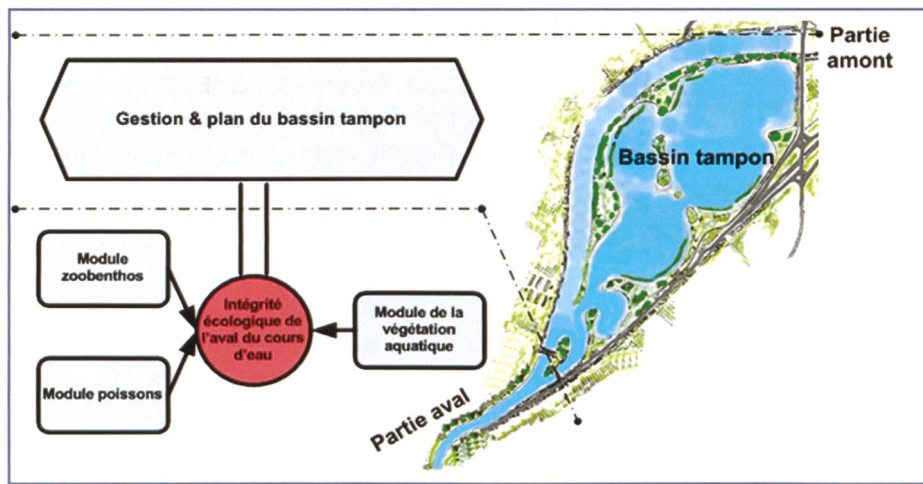 Partie
amont
Gestion & plan du bassin tampon
Bassin tampon
Module
zoobenthos
Intégrité
écologique de
l'aval du cours
d'eau
Module de la
végétation
aquatique
Module poissons
Partie aval